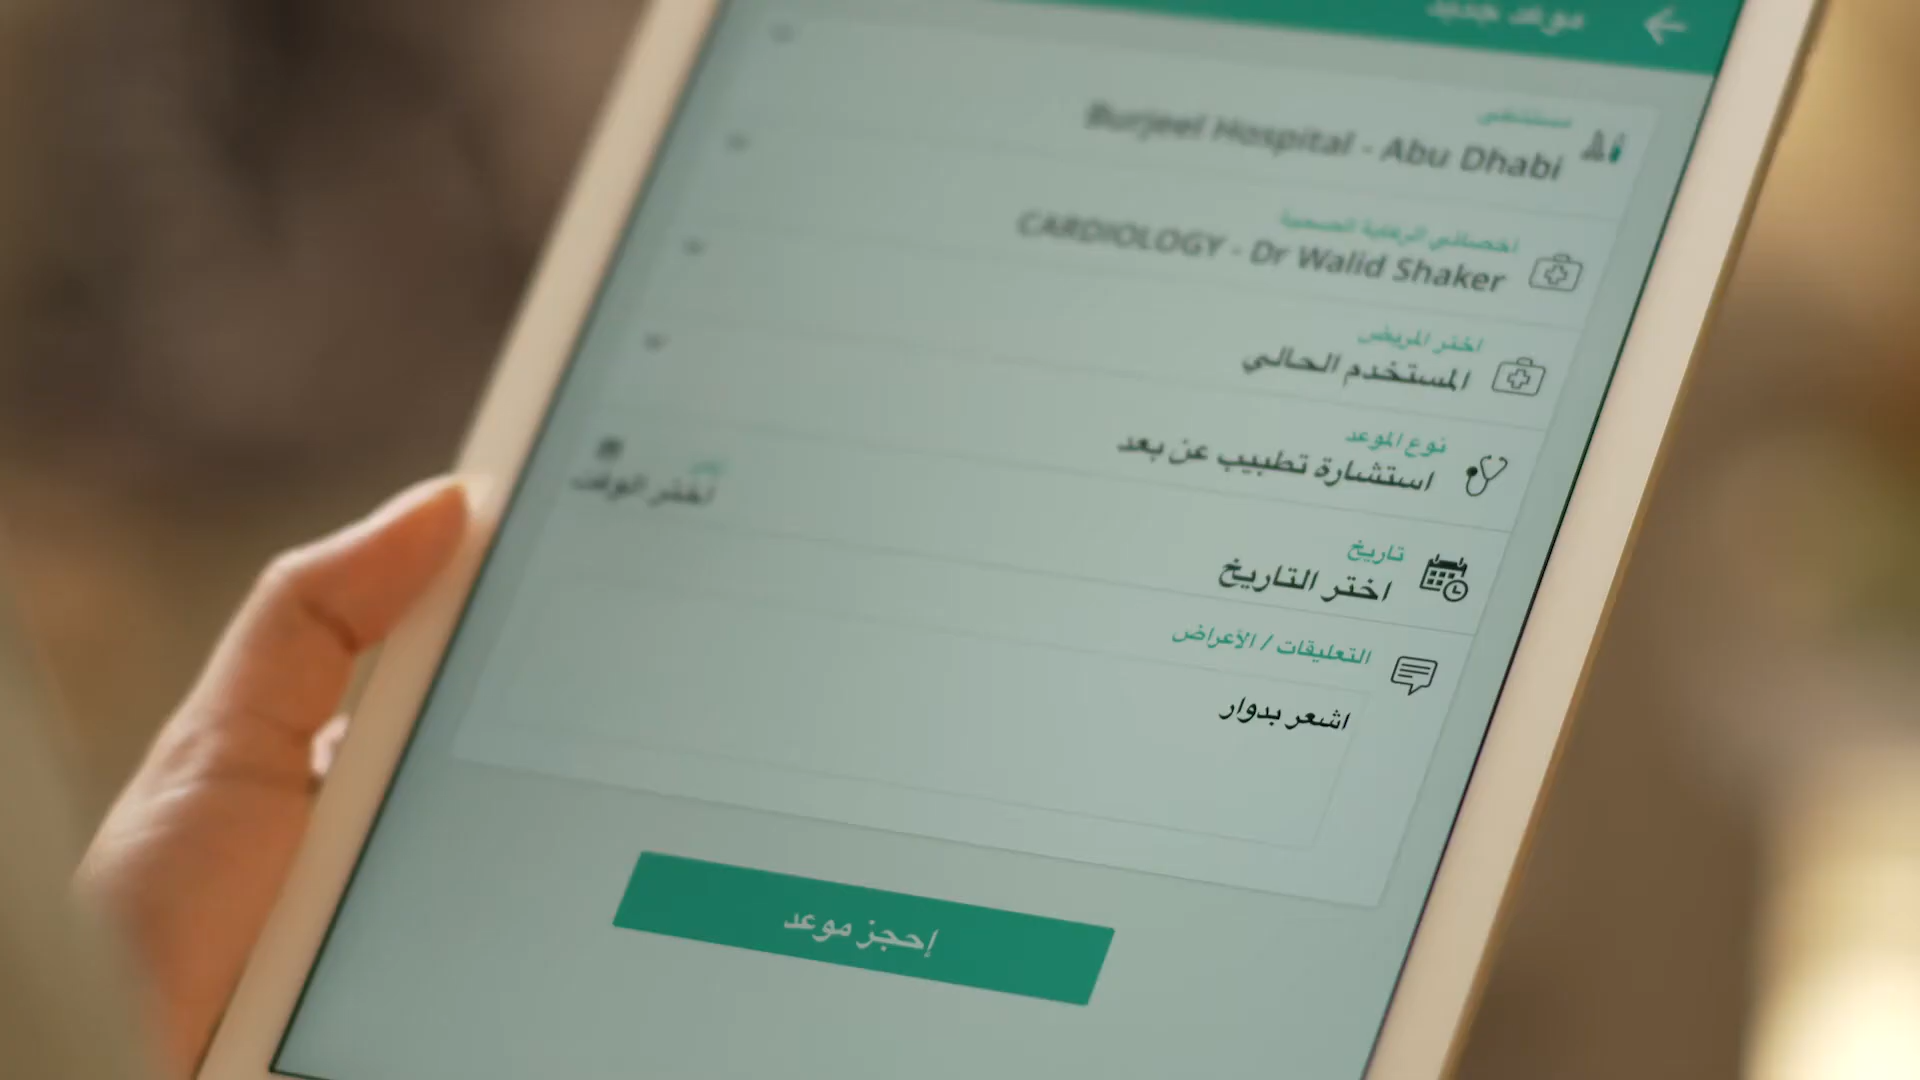 موعد جديد
مستشفى
Burjeel Hospital - Abu Dhabi
اخصائي الرعاية الصحية
CARDIOLOGY - Dr Walid Shaker
اختر المريض
المستخدم الحالي
نوع الموعد
استشارة تطبيب عن بعد
تاريخ
اختر التاريخ
اختر الوقت
التعليقات / الأعراض
اشعر بدوار
إحجز موعد